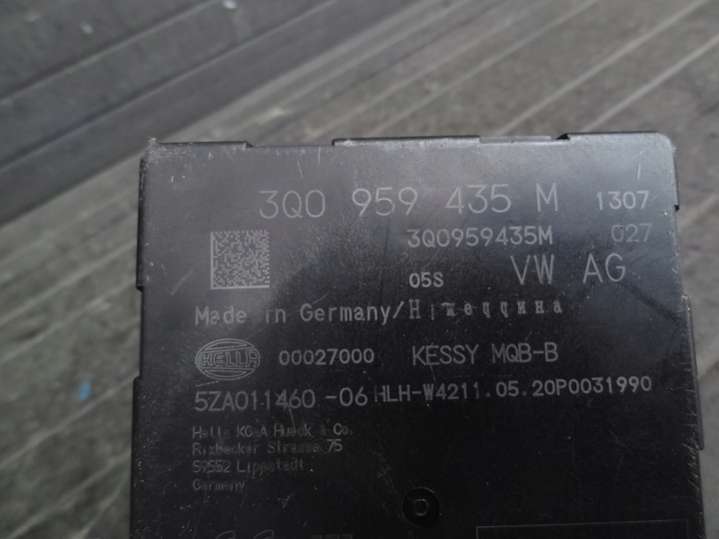 3Q0 959 435 M 1307
3Q0959435M 027
05S VW AG
Made in Germany/Німеччина
HELLA 00027000 KESSY MQB-B
5ZA011460-06 HLH-W4211.05.20P0031990
Hella KGaA Hueck & Co.
Rixbecker Strasse 75
59552 Lippstadt
Germany
D